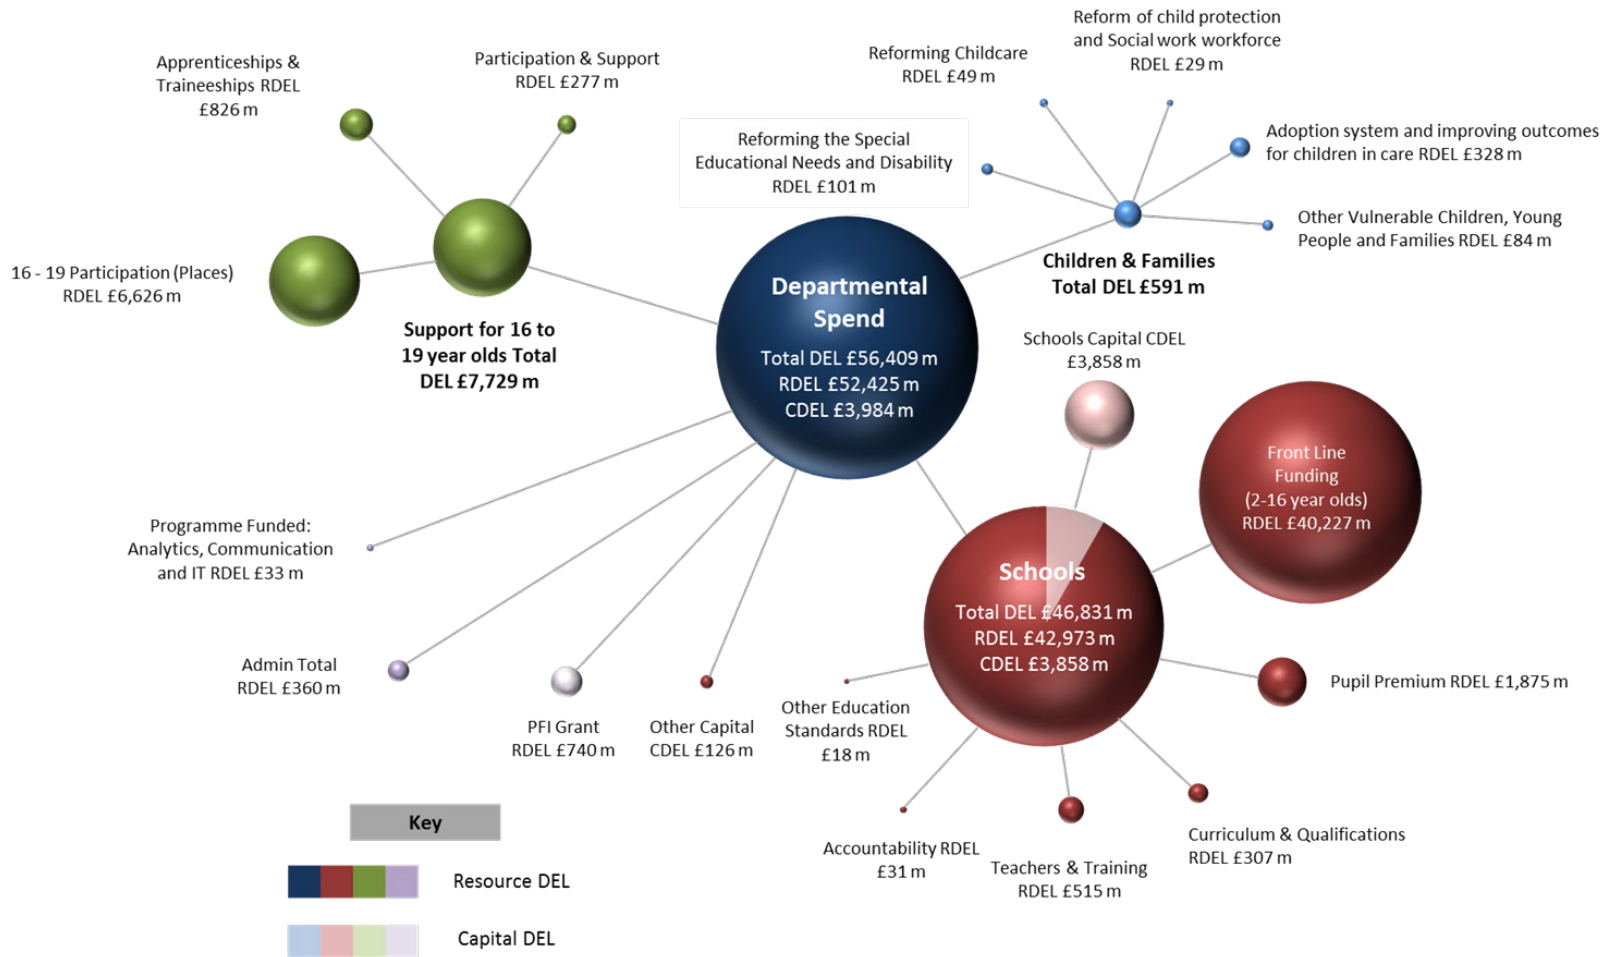 Reform of child protection
and Social work workforce
RDEL £29 m
Reforming Childcare
RDEL £49 m
Participation & Support
RDEL £277 m
Apprenticeships &
Traineeships RDEL
£826 m
Reforming the Special
Educational Needs and Disability
RDEL £101 m
Adoption system and improving outcomes
for children in care RDEL £328 m
Other Vulnerable Children, Young
People and Families RDEL £84 m
Children & Families
Total DEL £591 m
16 - 19 Participation (Places)
RDEL £6,626 m
Support for 16 to
19 year olds Total
DEL £7,729 m
Departmental
Spend
Total DEL £56,409 m
RDEL £52,425 m
CDEL £3,984 m
Schools Capital CDEL
£3,858 m
Front Line
Funding
(2-16 year olds)
RDEL £40,227 m
Programme Funded:
Analytics, Communication
and IT RDEL £33 m
Schools
Total DEL £46,831 m
RDEL £42,973 m
CDEL £3,858 m
Admin Total
RDEL £360 m
PFI Grant
RDEL £740 m
Other Capital
CDEL £126 m
Other Education
Standards RDEL
£18 m
Pupil Premium RDEL £1,875 m
Accountability RDEL
£31 m
Teachers & Training
RDEL £515 m
Curriculum & Qualifications
RDEL £307 m
Key
Resource DEL
Capital DEL